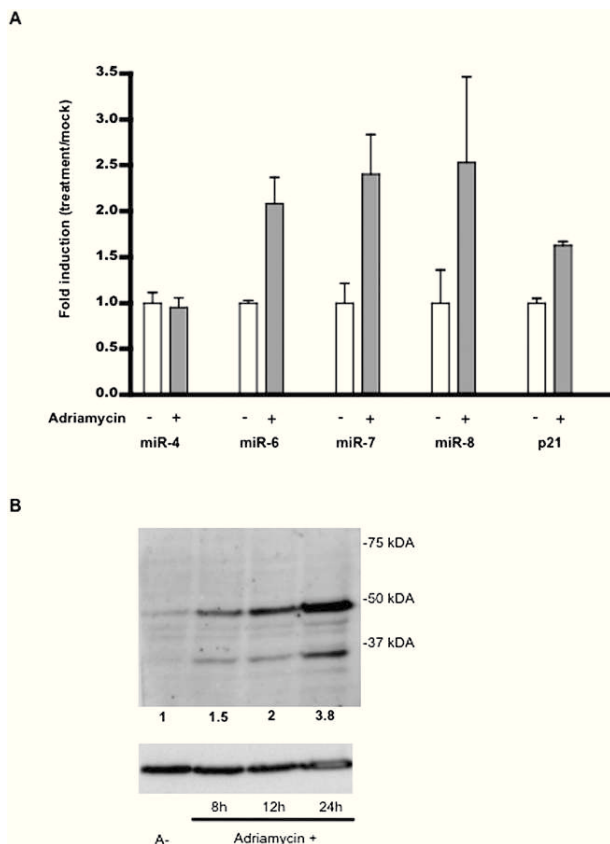 A
Fold induction (treatment/mock)
3.5
3.0
2.5
2.0
1.5
1.0
0.5
0.0
Adriamycin - + - + - + - + - +
miR-4 miR-6 miR-7 miR-8 p21
B
-75 kDA
-50 kDA
-37 kDA
1 1.5 2 3.8
8h 12h 24h
A- Adriamycin +